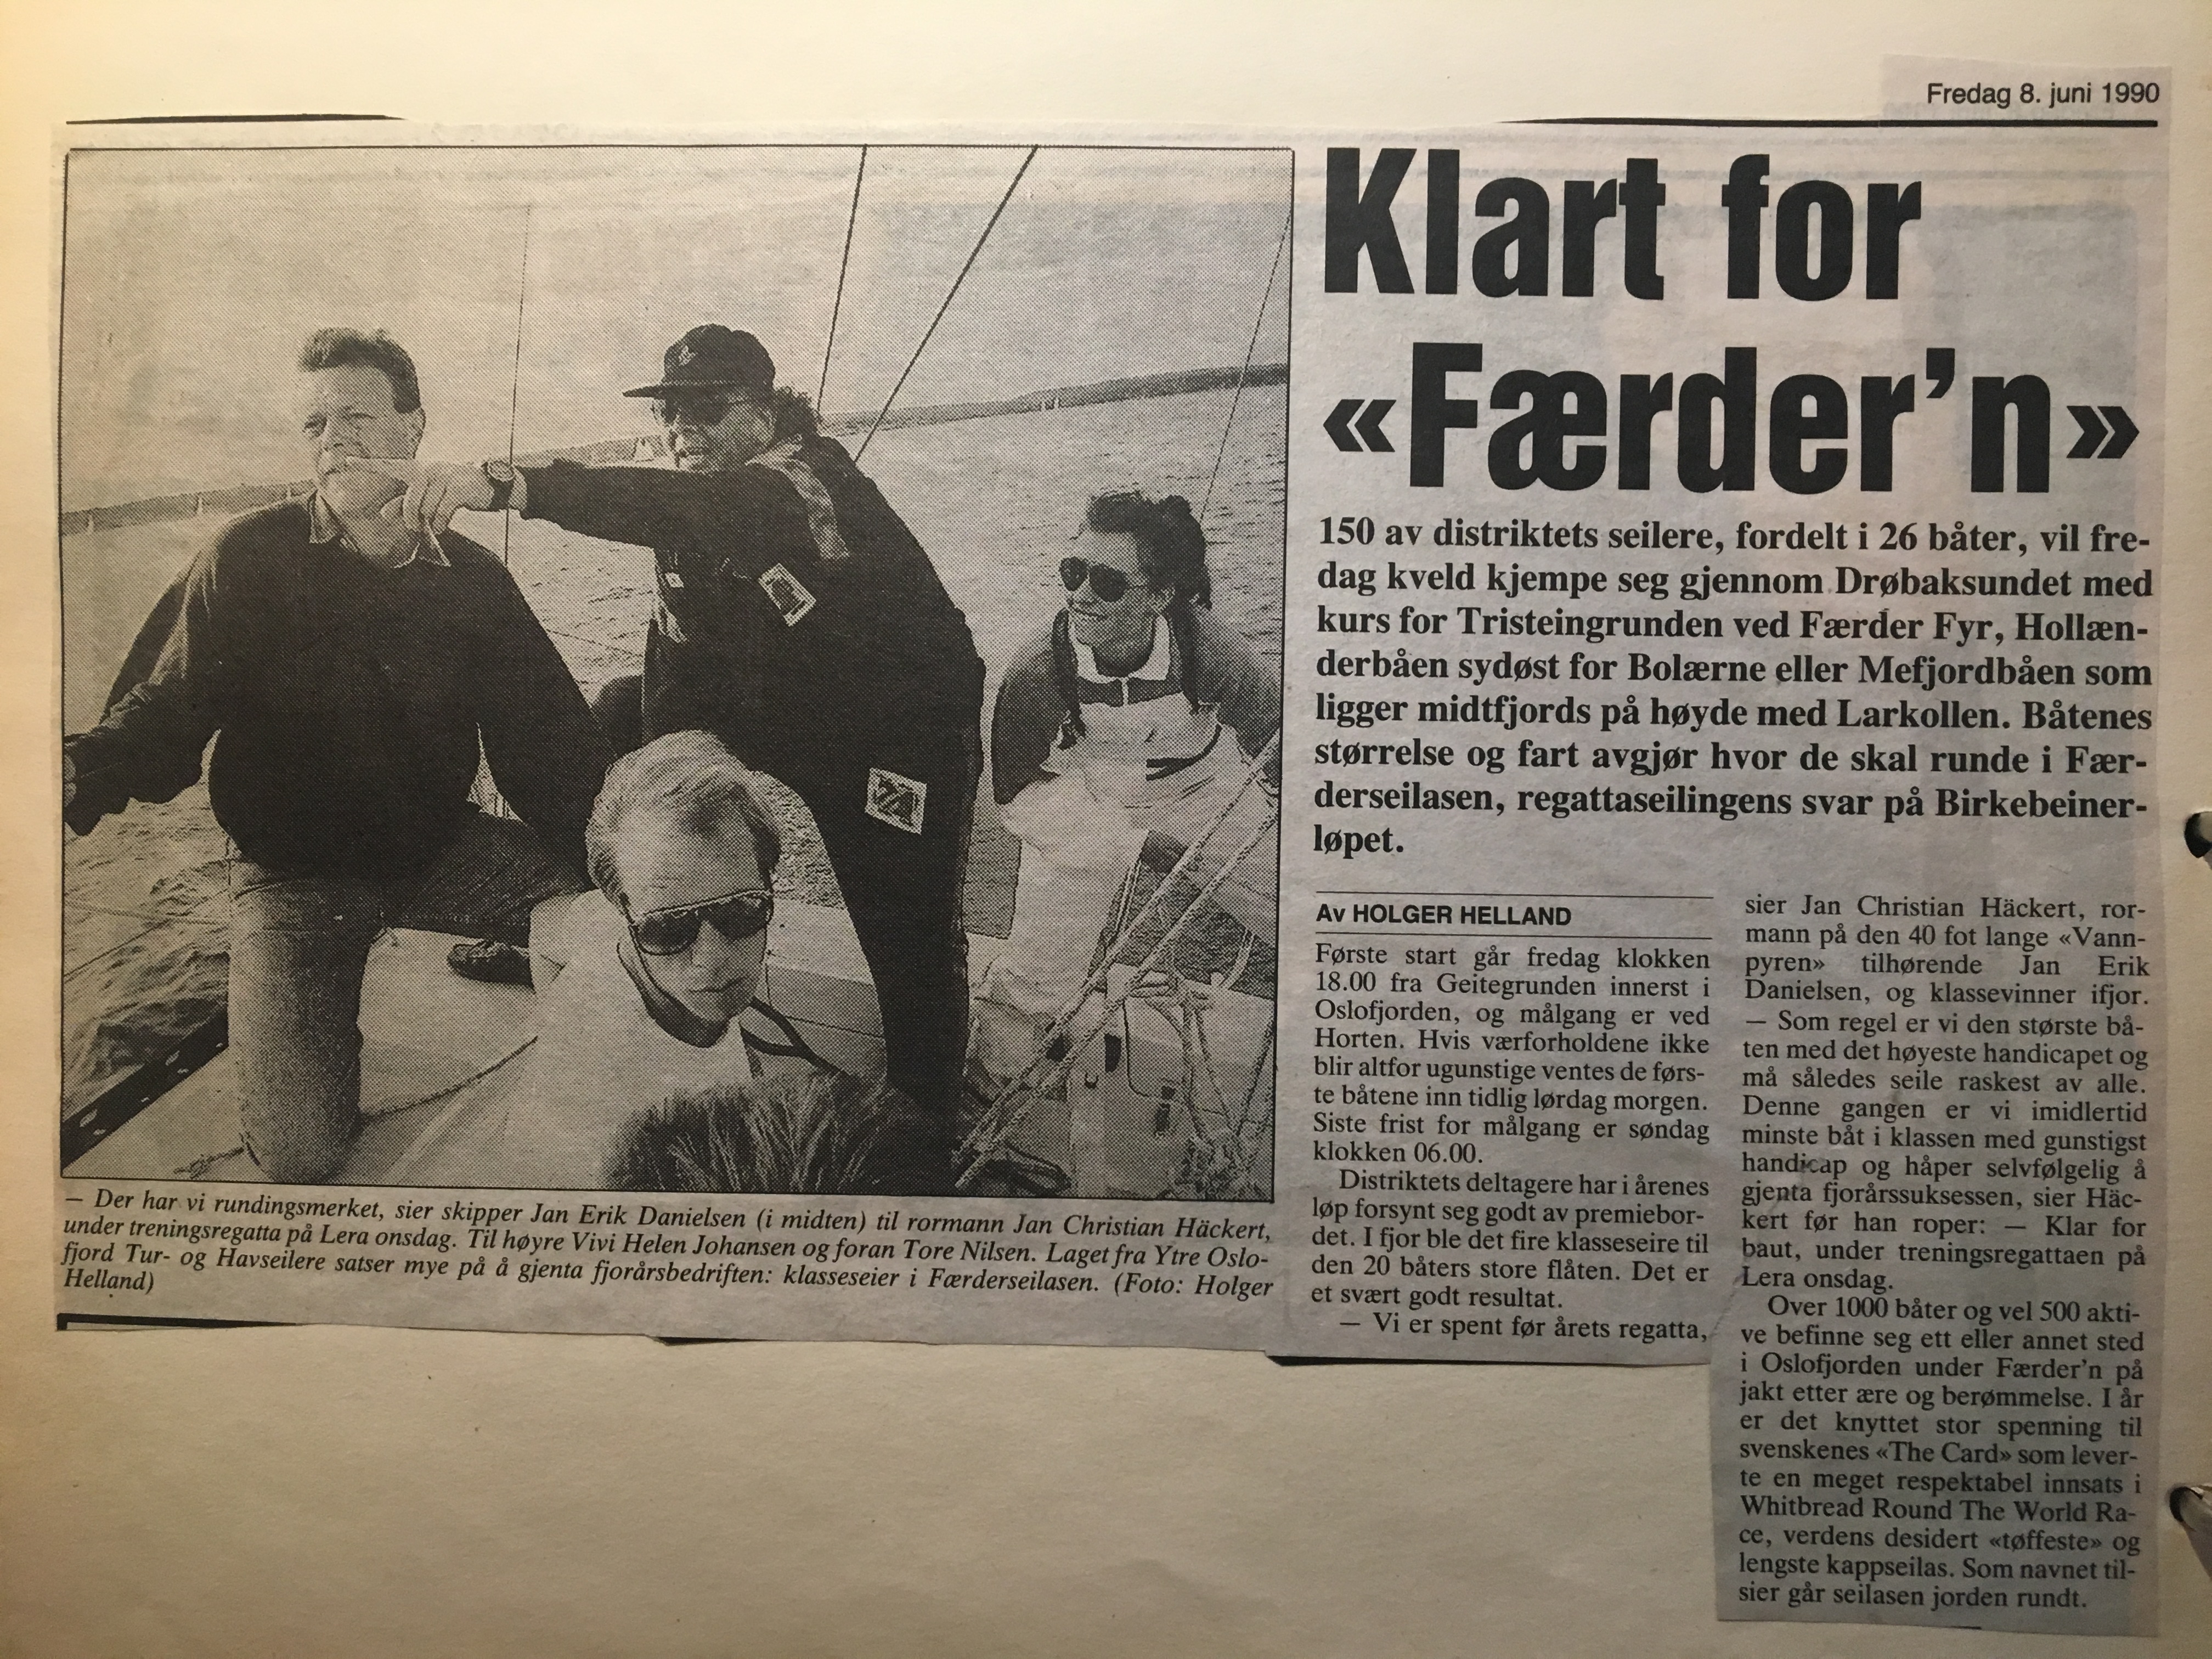 Fredag 8. juni 1990
Klart for
«Færder’n»
150 av distriktets seilere, fordelt i 26 båter, vil fre-
dag kveld kjempe seg gjennom Drøbaksundet med
kurs for Tristeingrunden ved Færder Fyr, Hollæn-
derbåen sydøst for Bolærne eller Mefjordbåen som
ligger midtfjords på høyde med Larkollen. Båtenes
størrelse og fart avgjør hvor de skal runde i Fær-
derseilasen, regattaseilingens svar på Birkebeiner-
løpet.
Av HOLGER HELLAND
Første start går fredag klokken
18.00 fra Geitegrunden innerst i
Oslofjorden, og målgang er ved
Horten. Hvis værforholdene ikke
blir altfor ugunstige ventes de førs-
te båtene inn tidlig lørdag morgen.
Siste frist for målgang er søndag
klokken 06.00.
Distriktets deltagere har i årenes
løp forsynt seg godt av premiebor-
det. I fjor ble det fire klasseseire til
den 20 båters store flåten. Det er
et svært godt resultat.
— Vi er spent før årets regatta,
sier Jan Christian Häckert, ror-
mann på den 40 fot lange «Vann-
pyren» tilhørende Jan Erik
Danielsen, og klassevinner ifjor.
— Som regel er vi den største bå-
ten med det høyeste handicapet og
må således seile raskest av alle.
Denne gangen er vi imidlertid
minste båt i klassen med gunstigst
handicap og håper selvfølgelig å
gjenta fjorårssuksessen, sier Häc-
kert før han roper: — Klar for
baut, under treningsregattaen på
Lera onsdag.
Over 1000 båter og vel 500 akti-
ve befinne seg ett eller annet sted
i Oslofjorden under Færder’n på
jakt etter ære og berømmelse. I år
er det knyttet stor spenning til
svenskenes «The Card» som lever-
te en meget respektabel innsats i
Whitbread Round The World Ra-
ce, verdens desidert «tøffeste» og
lengste kappseilas. Som navnet til-
sier går seilasen jorden rundt.
— Der har vi rundingsmerket, sier skipper Jan Erik Danielsen (i midten) til rormann Jan Christian Häckert,
under treningsregatta på Lera onsdag. Til høyre Vivi Helen Johansen og foran Tore Nilsen. Laget fra Ytre Oslo-
fjord Tur- og Havseilere satser mye på å gjenta fjorårsbedriften: klasseseier i Færderseilasen. (Foto: Holger
Helland)